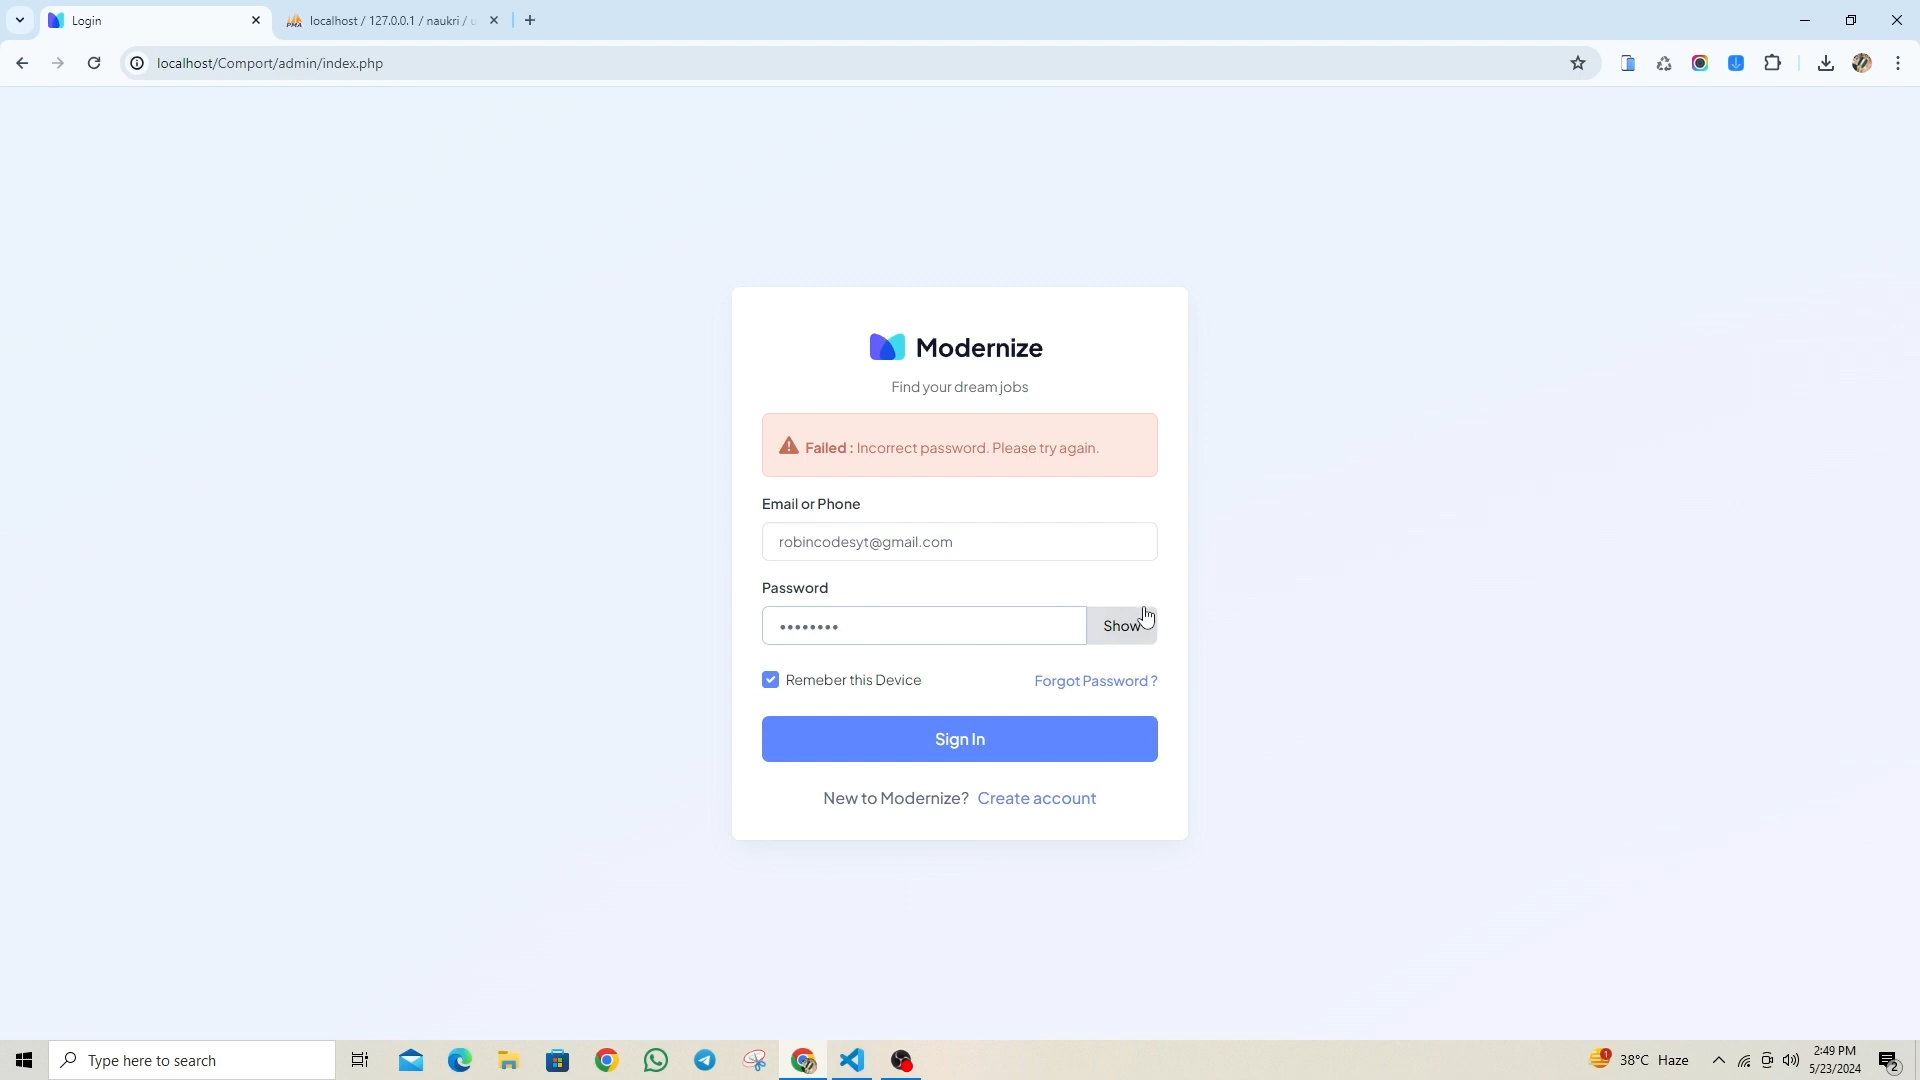 Login
localhost / 127.0.0.1 / naukri / u
localhost/Comport/admin/index.php
Modernize
Find your dream jobs
Failed : Incorrect password. Please try again.
Email or Phone
robincodesyt@gmail.com
Password
••••••••
Show
Remeber this Device
Forgot Password ?
Sign In
New to Modernize? Create account
Type here to search
1
38°C Haze
2:49 PM
5/23/2024
2